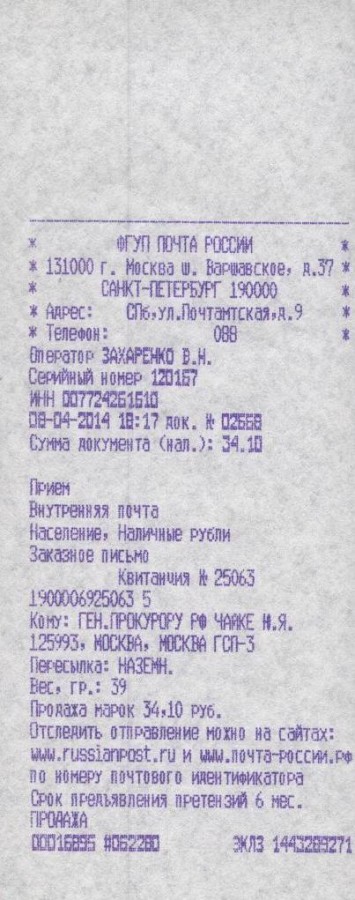 * ФГУП ПОЧТА РОССИИ *
* 131000 г. Москва ш. Варшавское, д.37 *
* САНКТ-ПЕТЕРБУРГ 190000 *
* Адрес: СПб,ул.Почтамтская,д.9 *
* Телефон: 088 *
Оператор ЗАХАРЕНКО В.Н.
Серийный номер 120167
ИНН 007724261610
08-04-2014 18:17 док. № 02668
Сумма документа (нал.): 34.10
Прием
Внутренняя почта
Население, Наличные рубли
Заказное письмо
Квитанция № 25063
1900006925063 5
Кому: ГЕН.ПРОКУРОРУ РФ ЧАЙКЕ Ю.Я.
125993, МОСКВА, МОСКВА ГСП-3
Пересылка: НАЗЕМН.
Вес, гр.: 39
Продажа марок 34,10 руб.
Отследить отправление можно на сайтах:
www.russianpost.ru и www.почта-россии.рф
по номеру почтового идентификатора
Срок предъявления претензий 6 мес.
ПРОДАЖА
00016895 #062280 ЭКЛЗ 1443289271